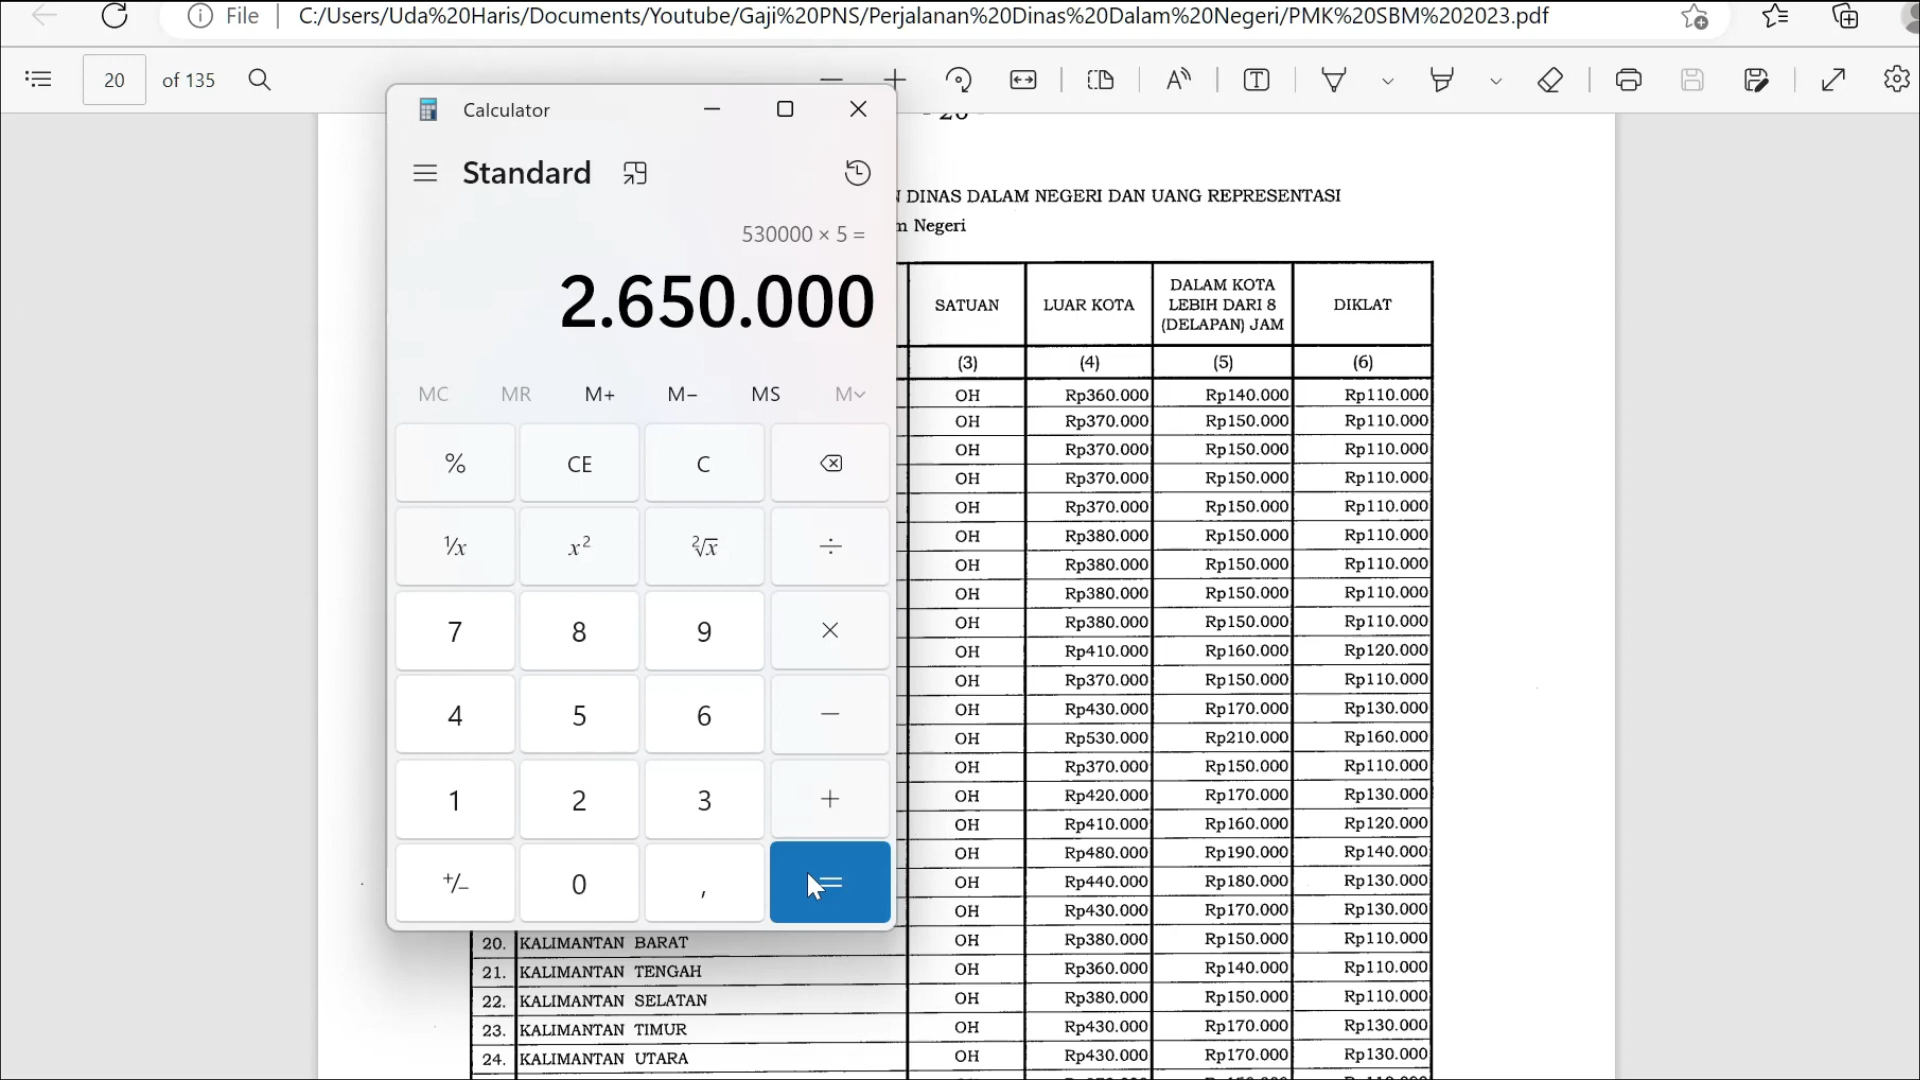 File C:/Users/Uda%20Haris/Documents/Youtube/Gaji%20PNS/Perjalanan%20Dinas%20Dalam%20Negeri/PMK%20SBM%202023.pdf
20 of 135
Calculator
Standard
530000 × 5 =
2.650.000
MC MR M+ M− MS M
% CE C
⅟x x² ²√x ÷
7 8 9 ×
4 5 6 −
1 2 3 +
+/− 0 , =
DINAS DALAM NEGERI DAN UANG REPRESENTASI
Negeri
SATUAN LUAR KOTA DALAM KOTA LEBIH DARI 8 (DELAPAN) JAM DIKLAT
(3) (4) (5) (6)
OH Rp360.000 Rp140.000 Rp110.000
OH Rp370.000 Rp150.000 Rp110.000
OH Rp370.000 Rp150.000 Rp110.000
OH Rp370.000 Rp150.000 Rp110.000
OH Rp370.000 Rp150.000 Rp110.000
OH Rp380.000 Rp150.000 Rp110.000
OH Rp380.000 Rp150.000 Rp110.000
OH Rp380.000 Rp150.000 Rp110.000
OH Rp380.000 Rp150.000 Rp110.000
OH Rp410.000 Rp160.000 Rp120.000
OH Rp370.000 Rp150.000 Rp110.000
OH Rp430.000 Rp170.000 Rp130.000
OH Rp530.000 Rp210.000 Rp160.000
OH Rp370.000 Rp150.000 Rp110.000
OH Rp420.000 Rp170.000 Rp130.000
OH Rp410.000 Rp160.000 Rp120.000
OH Rp480.000 Rp190.000 Rp140.000
OH Rp440.000 Rp180.000 Rp130.000
OH Rp430.000 Rp170.000 Rp130.000
20. KALIMANTAN BARAT OH Rp380.000 Rp150.000 Rp110.000
21. KALIMANTAN TENGAH OH Rp360.000 Rp140.000 Rp110.000
22. KALIMANTAN SELATAN OH Rp380.000 Rp150.000 Rp110.000
23. KALIMANTAN TIMUR OH Rp430.000 Rp170.000 Rp130.000
24. KALIMANTAN UTARA OH Rp430.000 Rp170.000 Rp130.000